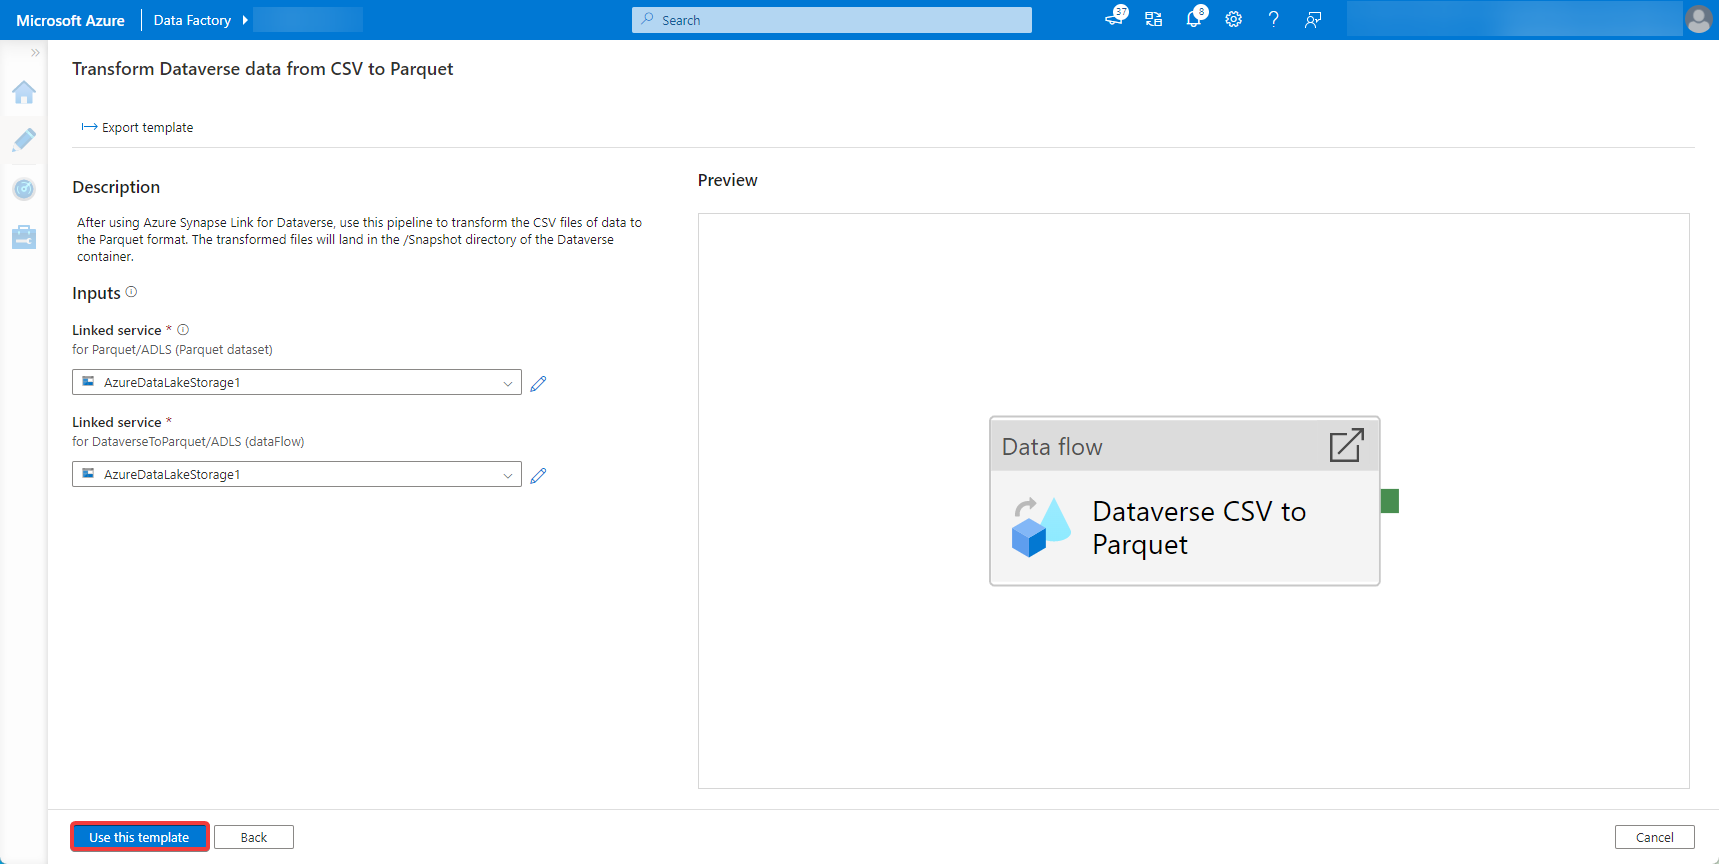 Microsoft Azure
Data Factory
Search
37
8
?
Transform Dataverse data from CSV to Parquet
Export template
Description
After using Azure Synapse Link for Dataverse, use this pipeline to transform the CSV files of data to
the Parquet format. The transformed files will land in the /Snapshot directory of the Dataverse
container.
Inputs
Linked service *
for Parquet/ADLS (Parquet dataset)
AzureDataLakeStorage1
Linked service *
for DataverseToParquet/ADLS (dataFlow)
AzureDataLakeStorage1
Preview
Data flow
Dataverse CSV to
Parquet
Use this template
Back
Cancel